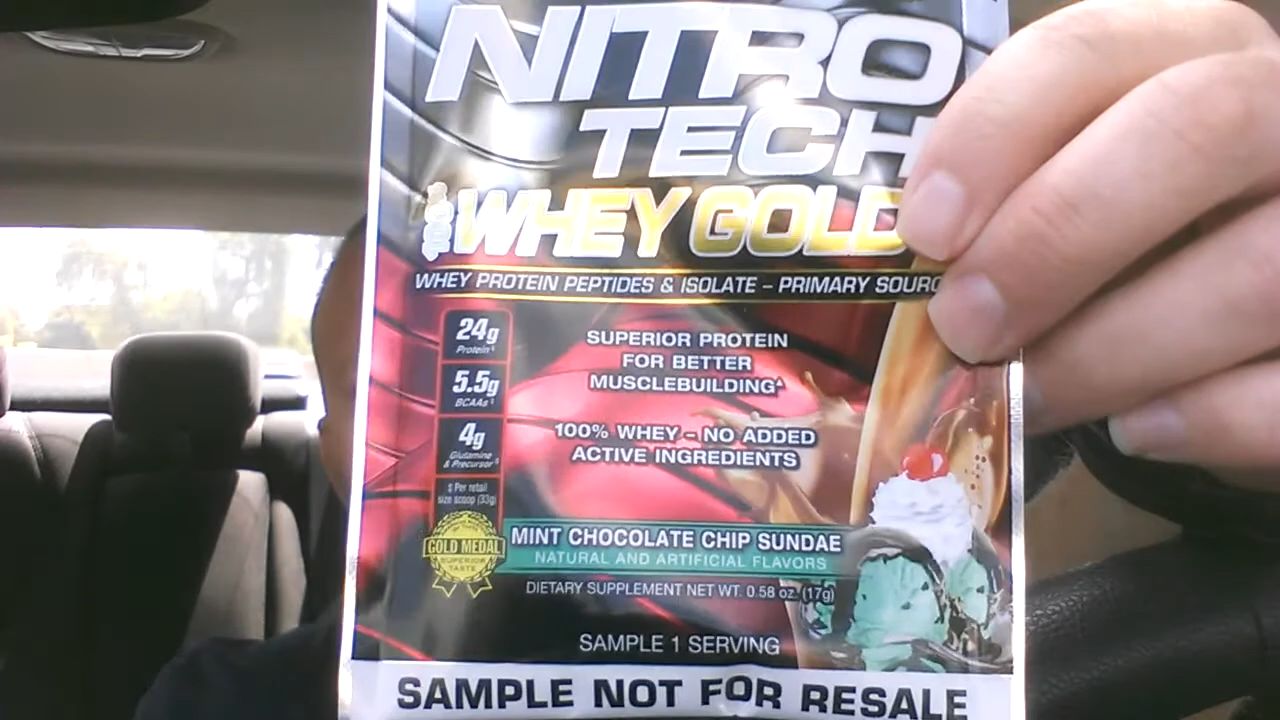 NITRO
TECH
100% WHEY GOLD
WHEY PROTEIN PEPTIDES & ISOLATE – PRIMARY
24g
Protein‡
5.5g
BCAAs‡
4g
Glutamine
& Precursor‡
‡ Per retail
size scoop (33g)
SUPERIOR PROTEIN
FOR BETTER
MUSCLEBUILDING▲
100% WHEY – NO ADDED
ACTIVE INGREDIENTS
GOLD MEDAL
SUPERIOR
TASTE
MINT CHOCOLATE CHIP SUNDAE
NATURAL AND ARTIFICIAL FLAVORS
DIETARY SUPPLEMENT NET WT. 0.58 oz. (17g)
SAMPLE 1 SERVING
SAMPLE NOT FOR RESALE